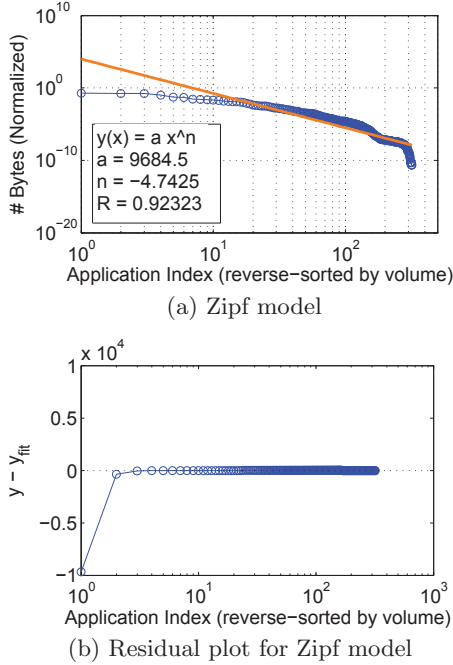 10^10
10^0
10^−10
10^−20
# Bytes (Normalized)
y(x) = a x^n
a = 9684.5
n = −4.7425
R = 0.92323
10^0 10^1 10^2
Application Index (reverse−sorted by volume)
(a) Zipf model
1 x 10^4
0.5
0
−0.5
−1
y − y_fit
10^0 10^1 10^2 10^3
Application Index (reverse−sorted by volume)
(b) Residual plot for Zipf model